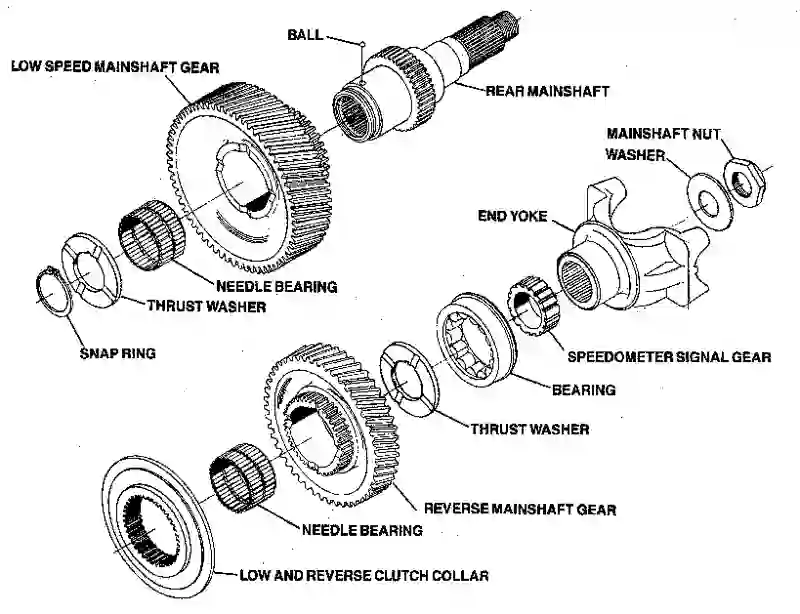 BALL
LOW SPEED MAINSHAFT GEAR
REAR MAINSHAFT
MAINSHAFT NUT
WASHER
END YOKE
NEEDLE BEARING
THRUST WASHER
SNAP RING
SPEEDOMETER SIGNAL GEAR
BEARING
THRUST WASHER
REVERSE MAINSHAFT GEAR
NEEDLE BEARING
LOW AND REVERSE CLUTCH COLLAR